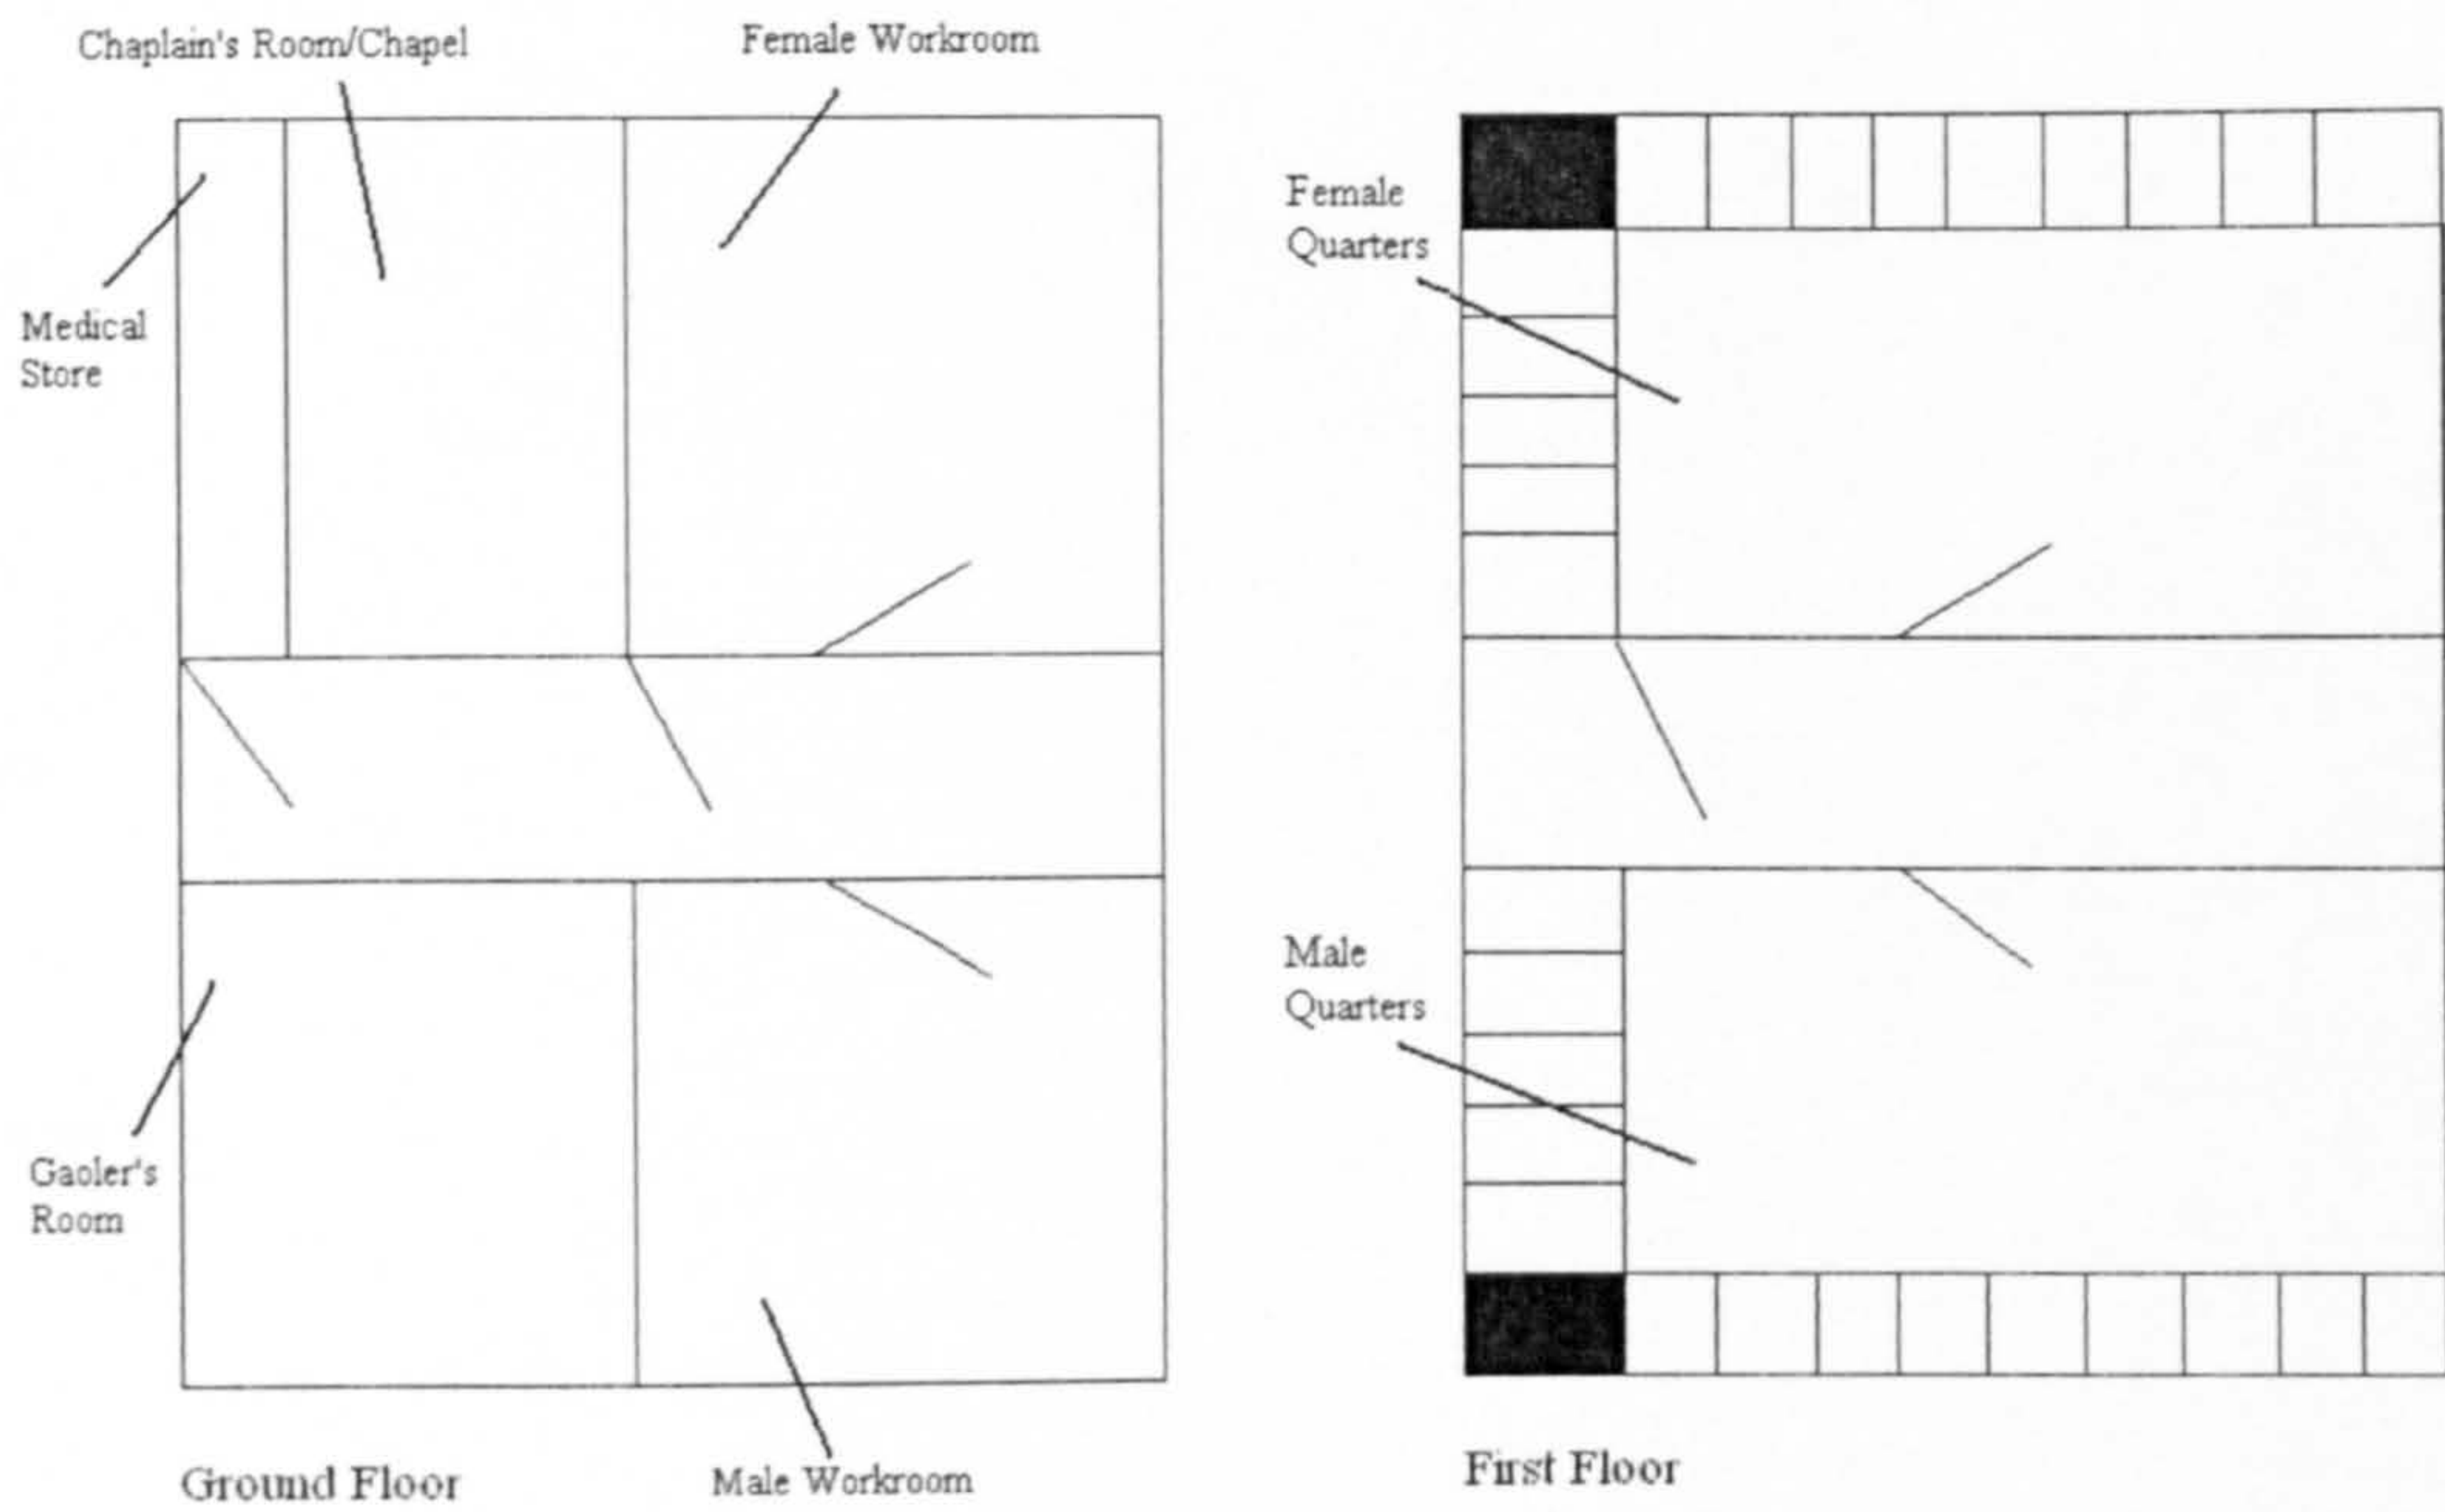 Chaplain's Room/Chapel
Female Workroom
Medical
Store
Gaoler's
Room
Male Workroom
Ground Floor
Female
Quarters
Male
Quarters
First Floor